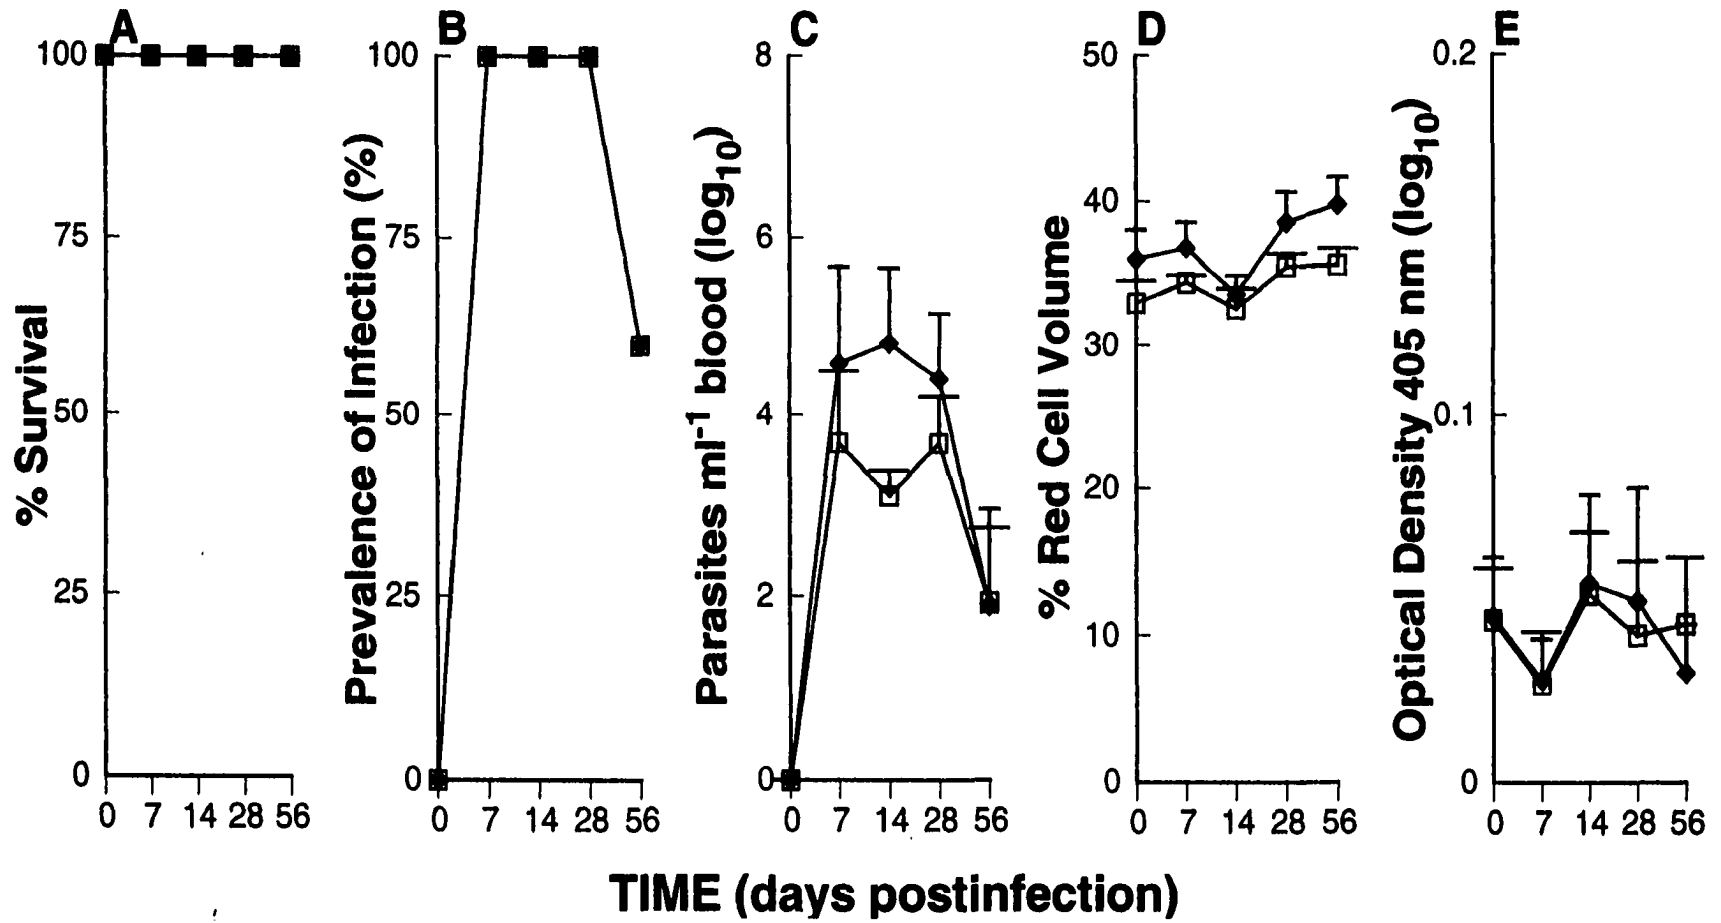 A
% Survival
100
75
50
25
0
0 7 14 28 56
B
Prevalence of Infection (%)
100
75
50
25
0
0 7 14 28 56
C
Parasites ml⁻¹ blood (log₁₀)
8
6
4
2
0
0 7 14 28 56
D
% Red Cell Volume
50
40
30
20
10
0
0 7 14 28 56
E
Optical Density 405 nm (log₁₀)
0.2
0.1
0
0 7 14 28 56
TIME (days postinfection)